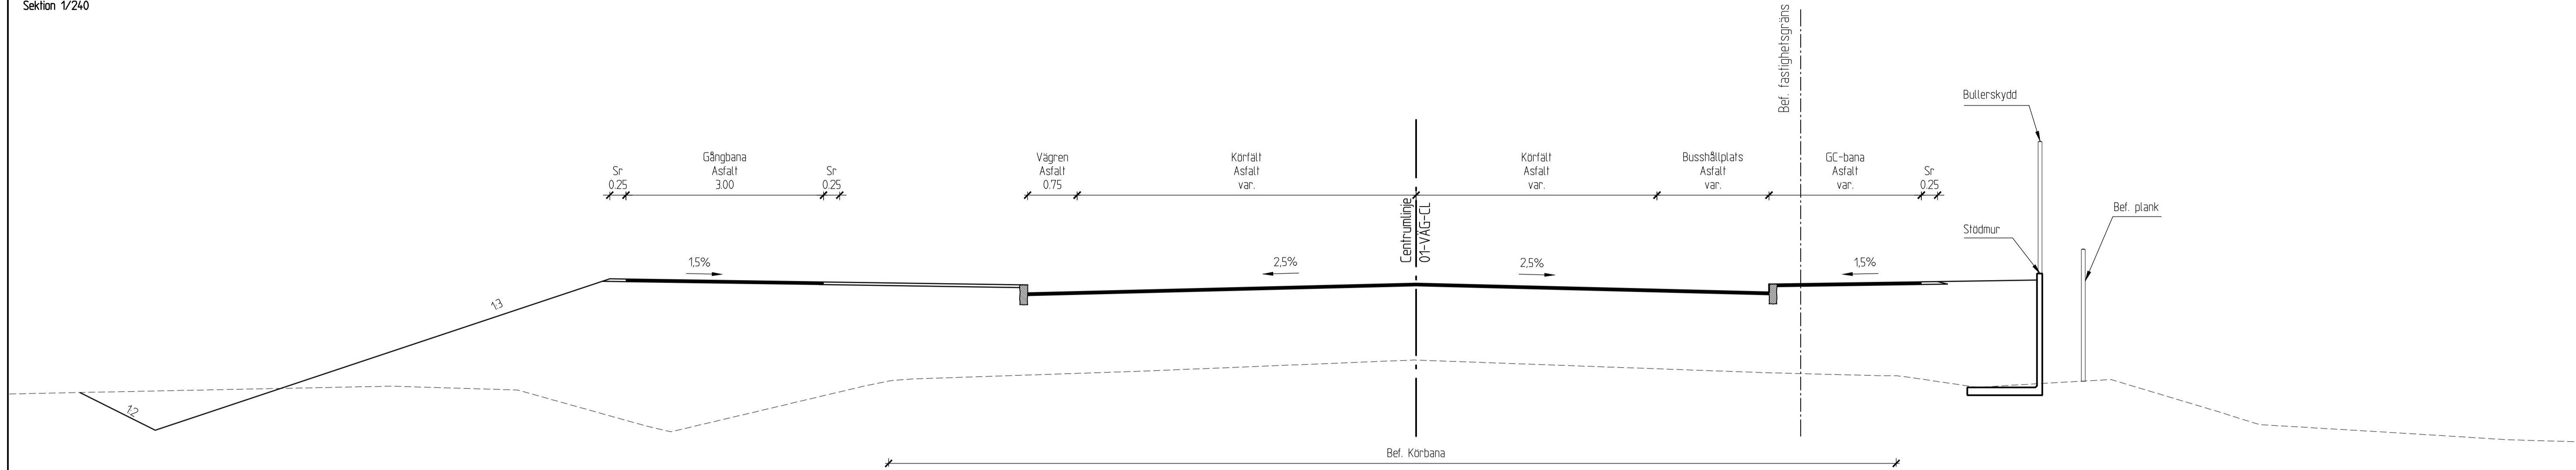 Sektion 1/240
Bef. fastighetsgräns
Bullerskydd
Sr
0.25
Gångbana
Asfalt
3.00
Sr
0.25
Vägren
Asfalt
0.75
Körfält
Asfalt
var.
Körfält
Asfalt
var.
Busshållplats
Asfalt
var.
GC-bana
Asfalt
var.
Sr
0.25
Centrumlinje
01-VÄG-CL
Bef. plank
Stödmur
1,5%
2,5%
2,5%
1,5%
1:3
1:2
Bef. Körbana